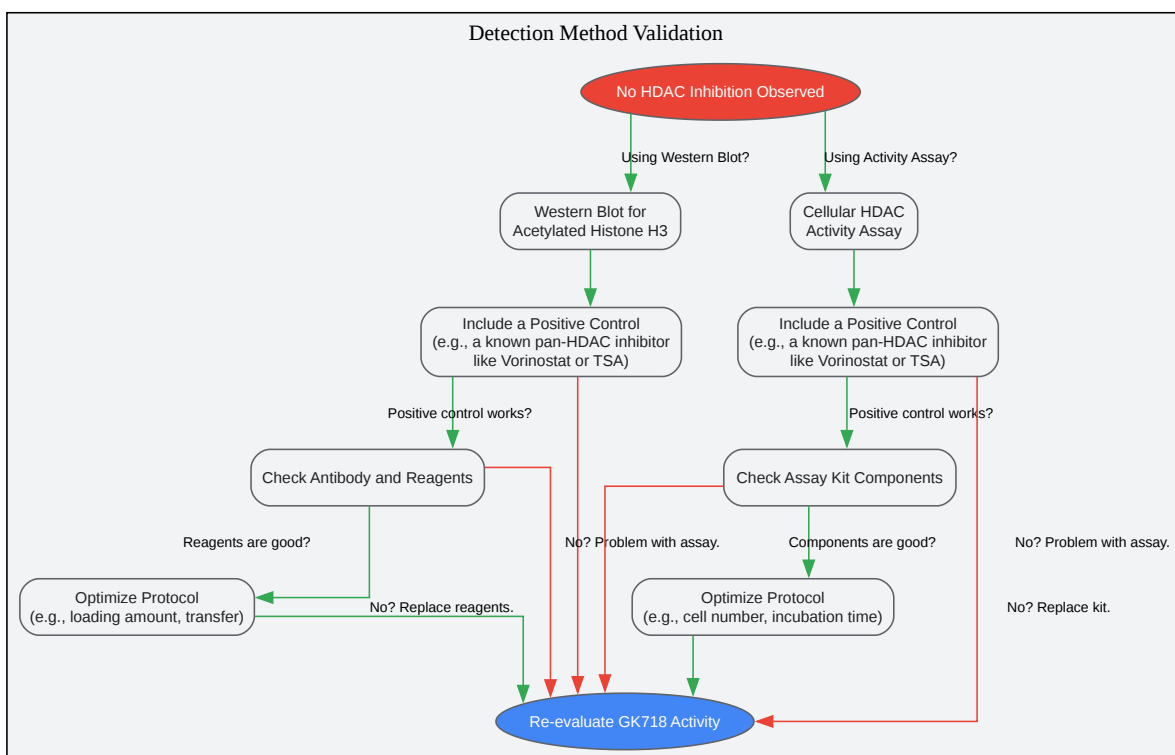 Detection Method Validation
No HDAC Inhibition Observed
Using Western Blot?
Using Activity Assay?
Western Blot for
Acetylated Histone H3
Cellular HDAC
Activity Assay
Include a Positive Control
(e.g., a known pan-HDAC inhibitor
like Vorinostat or TSA)
Include a Positive Control
(e.g., a known pan-HDAC inhibitor
like Vorinostat or TSA)
Positive control works?
Positive control works?
Check Antibody and Reagents
Check Assay Kit Components
Reagents are good?
No? Problem with assay.
Components are good?
No? Problem with assay.
Optimize Protocol
(e.g., loading amount, transfer)
No? Replace reagents.
Optimize Protocol
(e.g., cell number, incubation time)
No? Replace kit.
Re-evaluate GK718 Activity